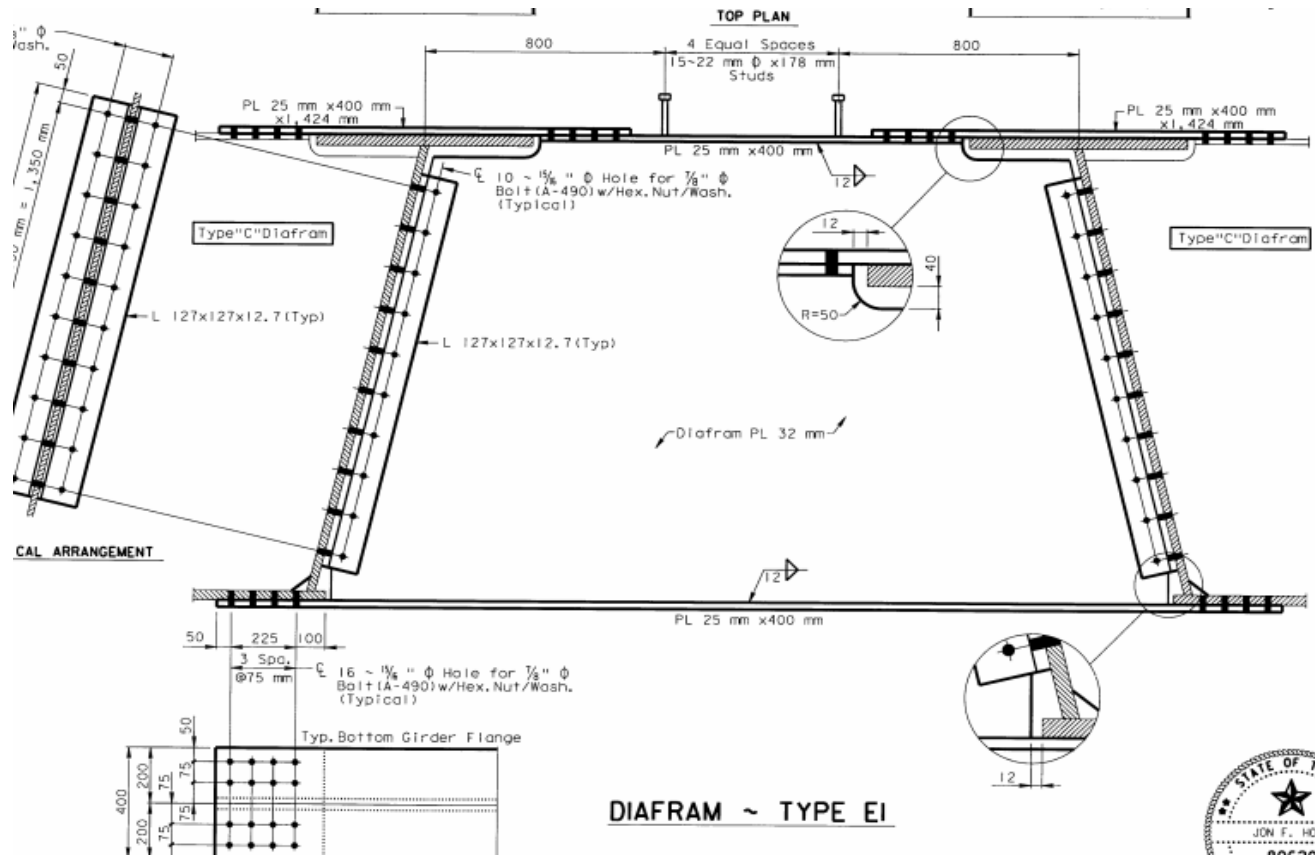 TOP PLAN
800
4 Equal Spaces
800
15~22 mm Φ x178 mm
Studs
" Φ
Wash.
50
PL 25 mm x400 mm
x1,424 mm
PL 25 mm x400 mm
x1,424 mm
PL 25 mm x400 mm
12
℄ 10 ~ 15/16 " Φ Hole for 7/8" Φ
Bolt(A-490)w/Hex.Nut/Wash.
(Typical)
mm = 1,350 mm
Type"C"Diafram
Type"C"Diafram
12
40
R=50
L 127x127x12.7(Typ)
L 127x127x12.7(Typ)
Diafram PL 32 mm
CAL ARRANGEMENT
12
PL 25 mm x400 mm
50
225
100
3 Spa.
@75 mm
℄ 16 ~ 15/16 " Φ Hole for 7/8" Φ
Bolt(A-490)w/Hex.Nut/Wash.
(Typical)
12
50
Typ.Bottom Girder Flange
400
200
200
75
75
75
75
DIAFRAM ~ TYPE E1
STATE OF T
JON F. HO